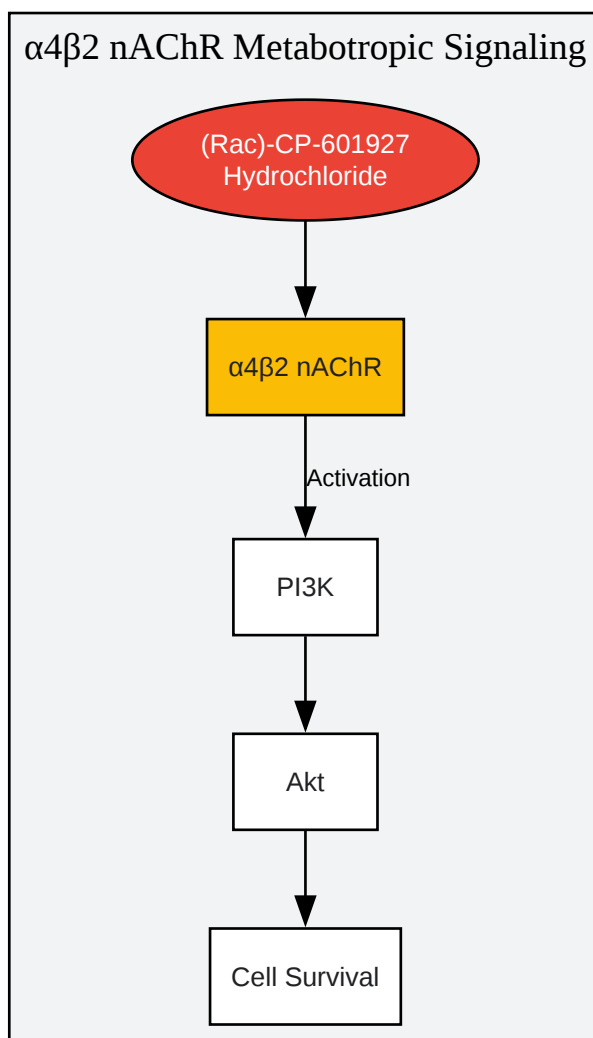 α4β2 nAChR Metabotropic Signaling
(Rac)-CP-601927
Hydrochloride
α4β2 nAChR
Activation
PI3K
Akt
Cell Survival